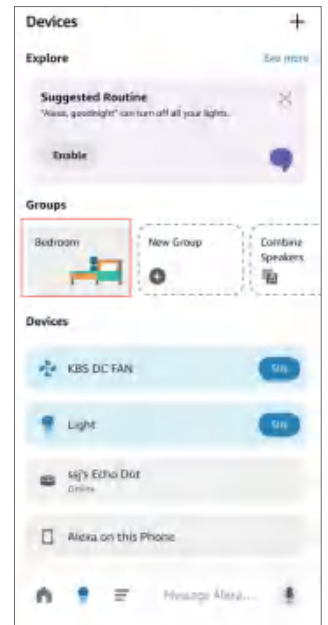 Devices
Explore
See more
Suggested Routine
"Alexa, goodnight" can turn off all your lights.
Enable
Groups
Bedroom
New Group
Combine
Speakers
Devices
KBS DC FAN
Light
ssj's Echo Dot
Online
Alexa on this Phone
Message Alexa...